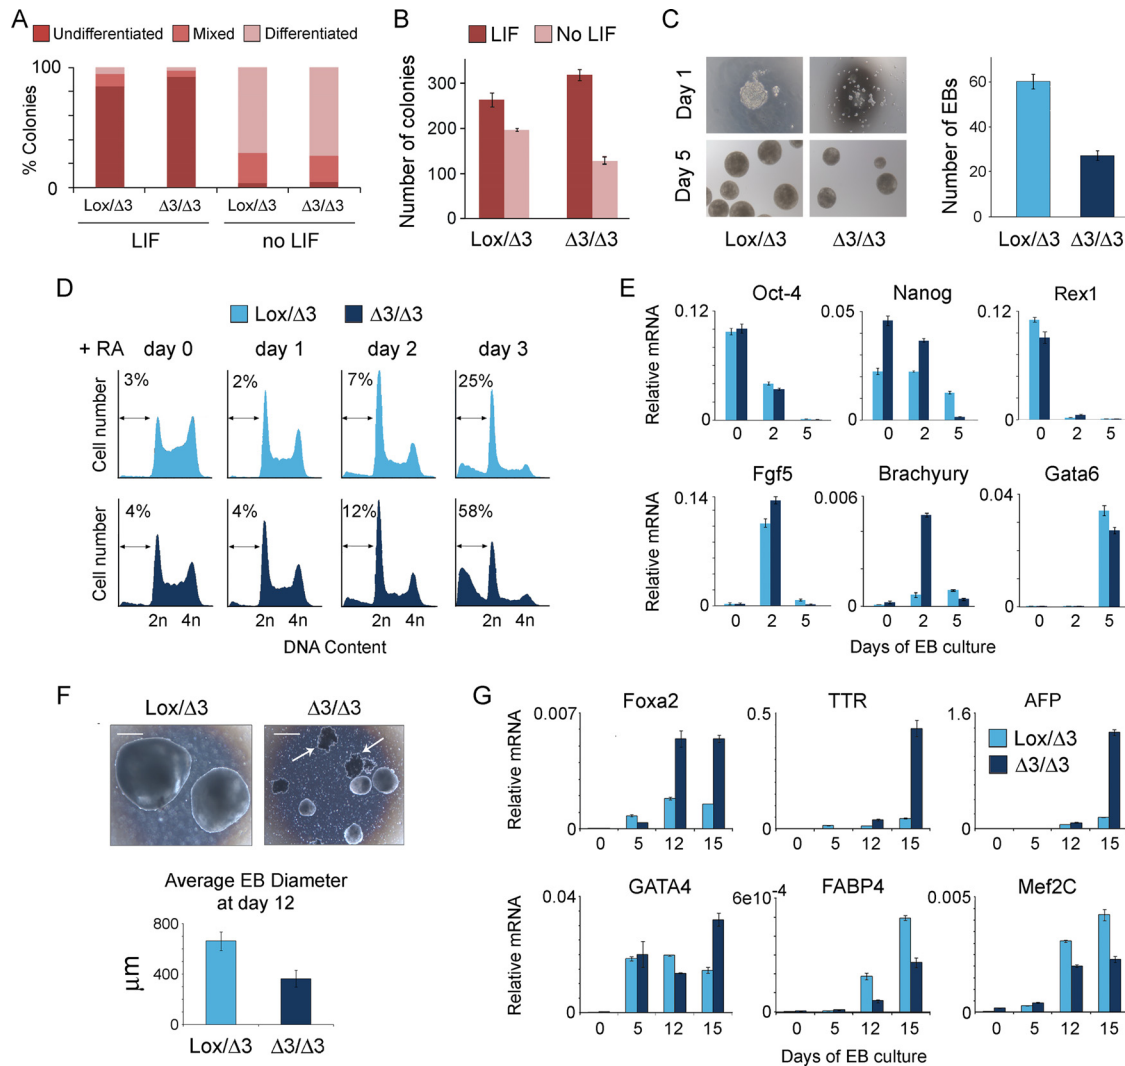 A
Undifferentiated Mixed Differentiated
100
% Colonies
0
Lox/Δ3 Δ3/Δ3 Lox/Δ3 Δ3/Δ3
LIF no LIF
B
LIF No LIF
Number of colonies
300
200
100
0
Lox/Δ3 Δ3/Δ3
C
Day 1
Day 5
Lox/Δ3 Δ3/Δ3
Number of EBs
60
40
20
0
Lox/Δ3 Δ3/Δ3
D
Lox/Δ3 Δ3/Δ3
+ RA day 0 day 1 day 2 day 3
Cell number
3% 2% 7% 25%
Cell number
4% 4% 12% 58%
2n 4n 2n 4n 2n 4n 2n 4n
DNA Content
E
Relative mRNA
Oct-4 Nanog Rex1
0.12 0.05 0.12
0 0 0
0 2 5 0 2 5 0 2 5
Relative mRNA
Fgf5 Brachyury Gata6
0.14 0.006 0.04
0 0 0
0 2 5 0 2 5 0 2 5
Days of EB culture
F
Lox/Δ3 Δ3/Δ3
Average EB Diameter
at day 12
μm
800
400
0
Lox/Δ3 Δ3/Δ3
G
Foxa2 TTR AFP
Relative mRNA
0.007 0.5 1.6
Lox/Δ3
Δ3/Δ3
0 0 0
0 5 12 15 0 5 12 15 0 5 12 15
GATA4 FABP4 Mef2C
Relative mRNA
0.04 6e⁻4 0.005
0 0 0
0 5 12 15 0 5 12 15 0 5 12 15
Days of EB culture